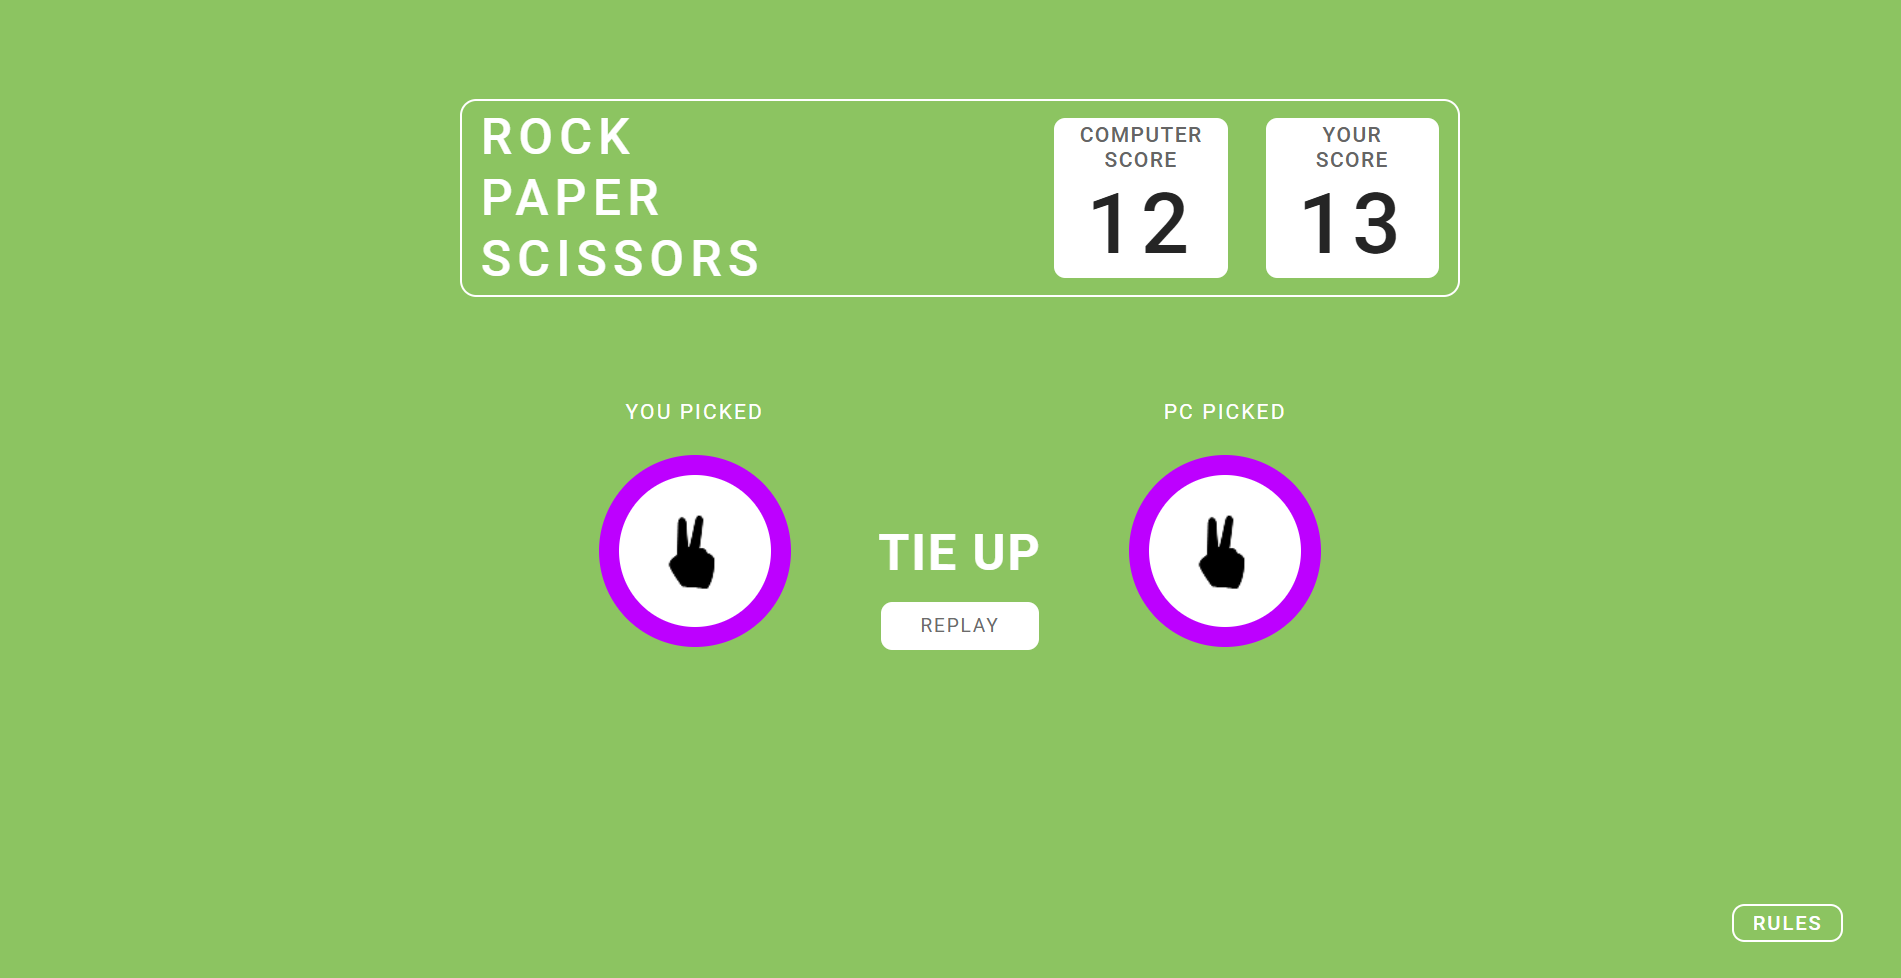 ROCK
PAPER
SCISSORS
COMPUTER
SCORE
12
YOUR
SCORE
13
YOU PICKED
PC PICKED
TIE UP
REPLAY
RULES